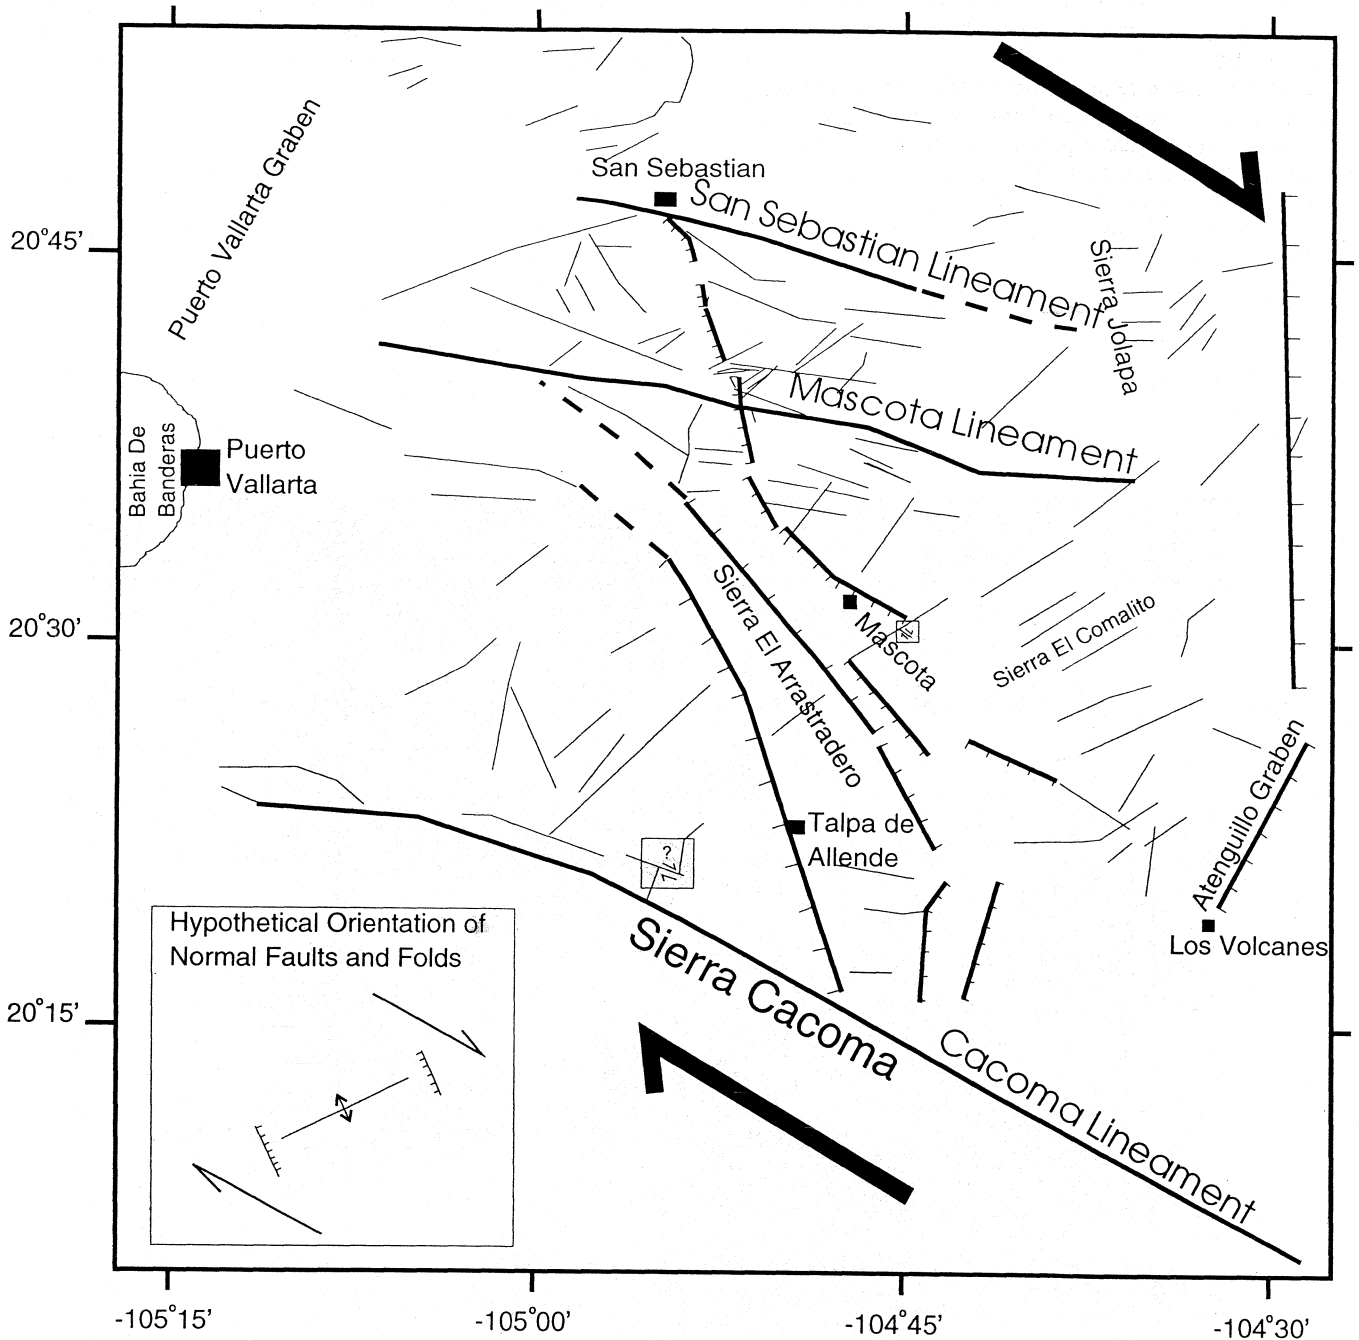 San Sebastian
San Sebastian Lineament
Puerto Vallarta Graben
20°45'
Sierra Jolapa
Mascota Lineament
Bahia De
Banderas
Puerto
Vallarta
Sierra El Arrastradero
Mascota
20°30'
Sierra El Comalito
Atenguillo Graben
Talpa de
Allende
?
Los Volcanes
Hypothetical Orientation of
Normal Faults and Folds
Sierra Cacoma
20°15'
Cacoma Lineament
-105°15'
-105°00'
-104°45'
-104°30'